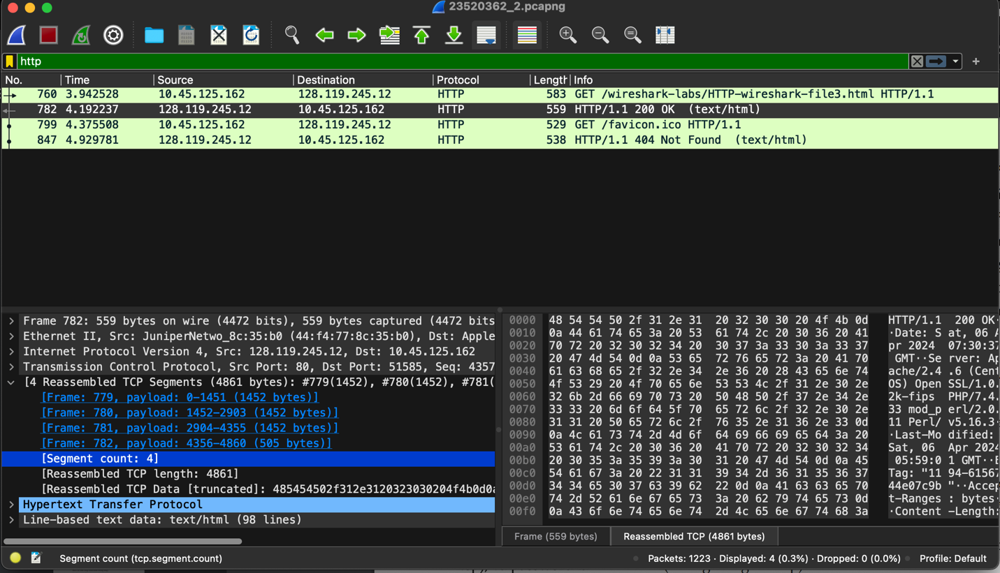 23520362_2.pcapng
http
No. Time Source Destination Protocol Lengtl Info
760 3.942528 10.45.125.162 128.119.245.12 HTTP 583 GET /wireshark-labs/HTTP-wireshark-file3.html HTTP/1.1
782 4.192237 128.119.245.12 10.45.125.162 HTTP 559 HTTP/1.1 200 OK (text/html)
799 4.375508 10.45.125.162 128.119.245.12 HTTP 529 GET /favicon.ico HTTP/1.1
847 4.929781 128.119.245.12 10.45.125.162 HTTP 538 HTTP/1.1 404 Not Found (text/html)
Frame 782: 559 bytes on wire (4472 bits), 559 bytes captured (4472 bits
Ethernet II, Src: JuniperNetwo_8c:35:b0 (44:f4:77:8c:35:b0), Dst: Apple
Internet Protocol Version 4, Src: 128.119.245.12, Dst: 10.45.125.162
Transmission Control Protocol, Src Port: 80, Dst Port: 51585, Seq: 4357
[4 Reassembled TCP Segments (4861 bytes): #779(1452), #780(1452), #781(
[Frame: 779, payload: 0-1451 (1452 bytes)]
[Frame: 780, payload: 1452-2903 (1452 bytes)]
[Frame: 781, payload: 2904-4355 (1452 bytes)]
[Frame: 782, payload: 4356-4860 (505 bytes)]
[Segment count: 4]
[Reassembled TCP length: 4861]
[Reassembled TCP Data [truncated]: 485454502f312e3120323030204f4b0d0a
Hypertext Transfer Protocol
Line-based text data: text/html (98 lines)
0000 48 54 54 50 2f 31 2e 31 20 32 30 30 20 4f 4b 0d HTTP/1.1 200 OK·
0010 0a 44 61 74 65 3a 20 53 61 74 2c 20 30 36 20 41 ·Date: S at, 06 A
0020 70 72 20 32 30 32 34 20 30 37 3a 33 30 3a 33 37 pr 2024 07:30:37
0030 20 47 4d 54 0d 0a 53 65 72 76 65 72 3a 20 41 70 GMT··Se rver: Ap
0040 61 63 68 65 2f 32 2e 34 2e 36 20 28 43 65 6e 74 ache/2.4 .6 (Cent
0050 4f 53 29 20 4f 70 65 6e 53 53 4c 2f 31 2e 30 2e OS) Open SSL/1.0.
0060 32 6b 2d 66 69 70 73 20 50 48 50 2f 37 2e 34 2e 2k-fips PHP/7.4.
0070 33 33 20 6d 6f 64 5f 70 65 72 6c 2f 32 2e 30 2e 33 mod_p erl/2.0.
0080 31 31 20 50 65 72 6c 2f 76 35 2e 31 36 2e 33 0d 11 Perl/ v5.16.3·
0090 0a 4c 61 73 74 2d 4d 6f 64 69 66 69 65 64 3a 20 ·Last-Mo dified:
00a0 53 61 74 2c 20 30 36 20 41 70 72 20 32 30 32 34 Sat, 06 Apr 2024
00b0 20 30 35 3a 35 39 3a 30 31 20 47 4d 54 0d 0a 45 05:59:0 1 GMT··E
00c0 54 61 67 3a 20 22 31 31 39 34 2d 36 31 35 36 37 Tag: "11 94-61567
00d0 34 34 65 30 37 63 39 62 22 0d 0a 41 63 63 65 70 44e07c9b "··Accep
00e0 74 2d 52 61 6e 67 65 73 3a 20 62 79 74 65 73 0d t-Ranges : bytes·
00f0 0a 43 6f 6e 74 65 6e 74 2d 4c 65 6e 67 74 68 3a ·Content -Length:
Frame (559 bytes) Reassembled TCP (4861 bytes)
Segment count (tcp.segment.count) Packets: 1223 · Displayed: 4 (0.3%) · Dropped: 0 (0.0%) Profile: Default